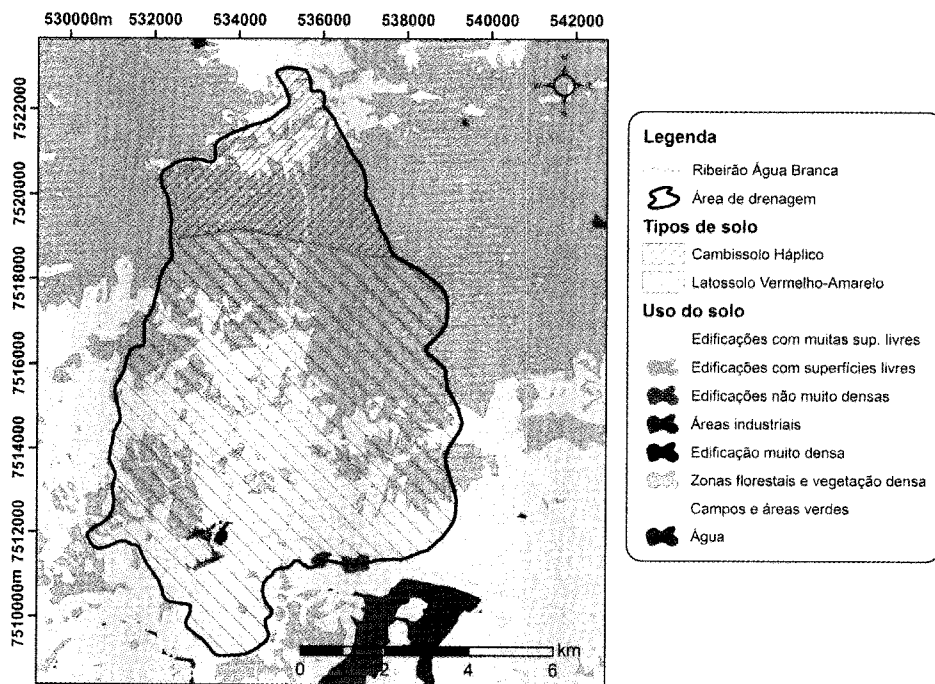 530000m 532000 534000 536000 538000 540000 542000
7522000
7520000
7518000
7516000
7514000
7512000
7510000m
km
0 2 4 6
Legenda
Ribeirão Água Branca
Área de drenagem
Tipos de solo
Cambissolo Háplico
Latossolo Vermelho-Amarelo
Uso do solo
Edificações com muitas sup. livres
Edificações com superfícies livres
Edificações não muito densas
Áreas industriais
Edificação muito densa
Zonas florestais e vegetação densa
Campos e áreas verdes
Água